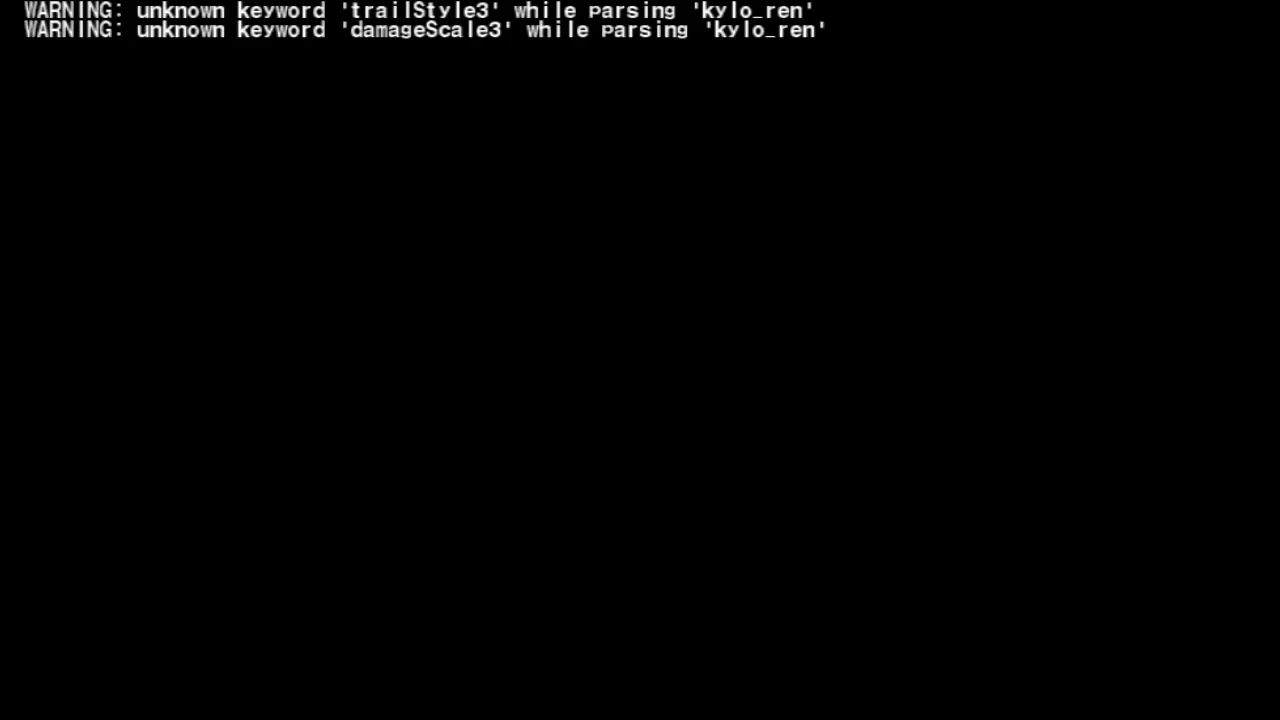 WARNING: unknown keyword 'trailStyle3' while parsing 'kylo_ren'
WARNING: unknown keyword 'damageScale3' while parsing 'kylo_ren'